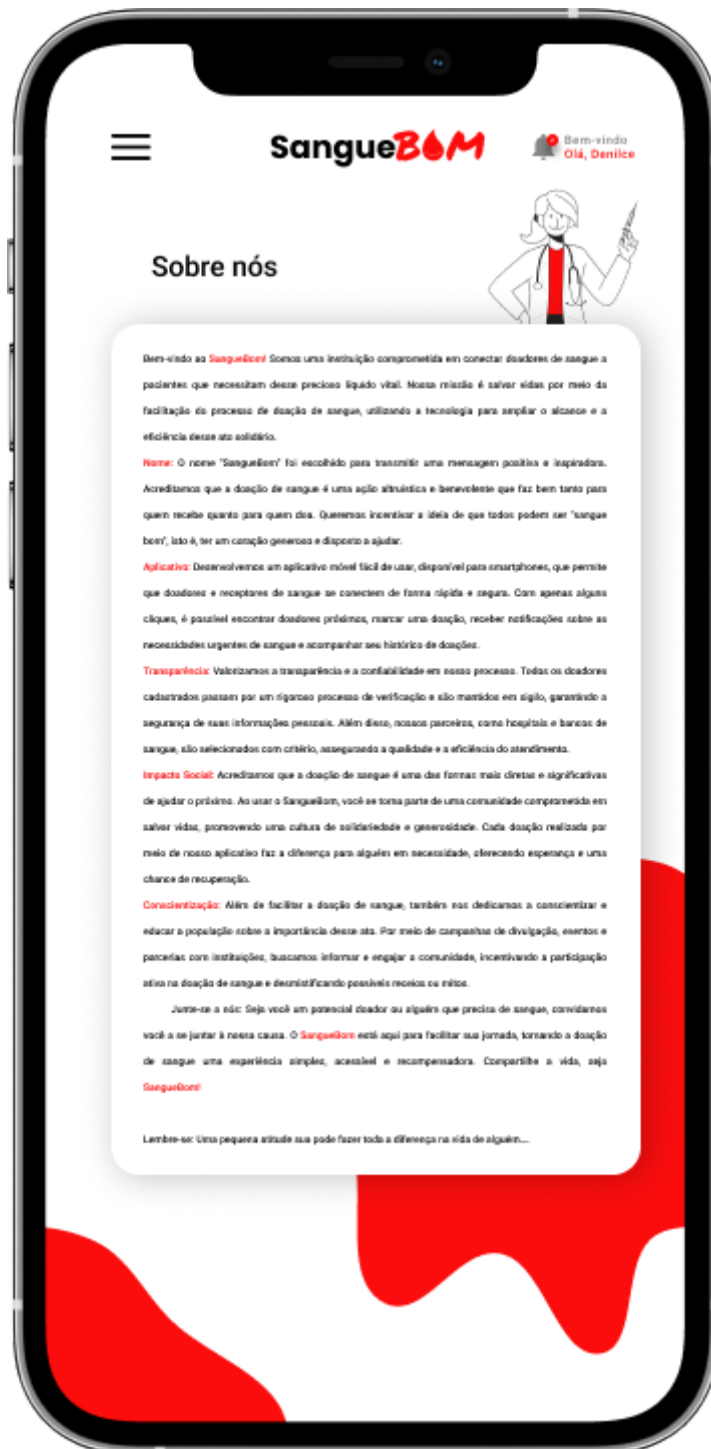 SangueBOM
Bem-vindo
Olá, Danilce
Sobre nós
Bem-vindo ao SangueBom! Somos uma instituição comprometida em conectar doadores de sangue a
pacientes que necessitam desse precioso líquido vital. Nossa missão é salvar vidas por meio da
facilitação do processo de doação de sangue, utilizando a tecnologia para ampliar o alcance e a
eficiência desse ato solidário.
Nome: O nome "SangueBom" foi escolhido para transmitir uma mensagem positiva e inspiradora.
Acreditamos que a doação de sangue é uma ação altruística e benevolente que faz bem tanto para
quem recebe quanto para quem doa. Queremos incentivar a ideia de que todos podem ser "sangue
bom", isto é, ter um coração generoso e disposto a ajudar.
Aplicativo: Desenvolvemos um aplicativo móvel fácil de usar, disponível para smartphones, que permite
que doadores e receptores de sangue se conectem de forma rápida e segura. Com apenas alguns
cliques, é possível encontrar doadores próximos, marcar uma doação, receber notificações sobre as
necessidades urgentes de sangue e acompanhar seu histórico de doações.
Transparência: Valorizamos a transparência e a confiabilidade em nosso processo. Todos os doadores
cadastrados passam por um rigoroso processo de verificação e são mantidos em sigilo, garantindo a
segurança de suas informações pessoais. Além disso, nossos parceiros, como hospitais e bancos de
sangue, são selecionados com critério, assegurando a qualidade e a eficiência do atendimento.
Impacto Social: Acreditamos que a doação de sangue é uma das formas mais diretas e significativas
de ajudar o próximo. Ao usar o SangueBom, você se torna parte de uma comunidade comprometida em
salvar vidas, promovendo uma cultura de solidariedade e generosidade. Cada doação realizada por
meio de nosso aplicativo faz a diferença para alguém em necessidade, oferecendo esperança e uma
chance de recuperação.
Conscientização: Além de facilitar a doação de sangue, também nos dedicamos a conscientizar e
educar a população sobre a importância desse ato. Por meio de campanhas de divulgação, eventos e
parcerias com instituições, buscamos informar e engajar a comunidade, incentivando a participação
ativa na doação de sangue e desmistificando possíveis receios ou mitos.
Junte-se a nós: Seja você um potencial doador ou alguém que precisa de sangue, convidamos
você a se juntar à nossa causa. O SangueBom está aqui para facilitar sua jornada, tornando a doação
de sangue uma experiência simples, acessível e recompensadora. Compartilhe a vida, seja
SangueBom!
Lembre-se: Uma pequena atitude sua pode fazer toda a diferença na vida de alguém....